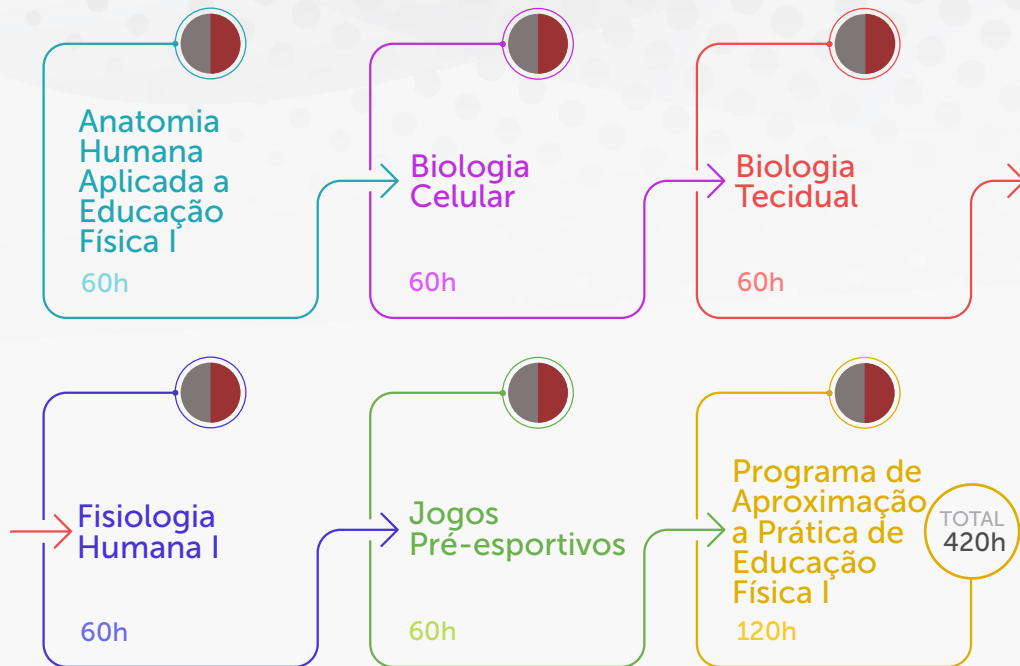 Anatomia
Humana
Aplicada a
Educação
Física I
60h
Biologia
Celular
60h
Biologia
Tecidual
60h
Fisiologia
Humana I
60h
Jogos
Pré-esportivos
60h
Programa de
Aproximação
a Prática de
Educação
Física I
120h
TOTAL
420h